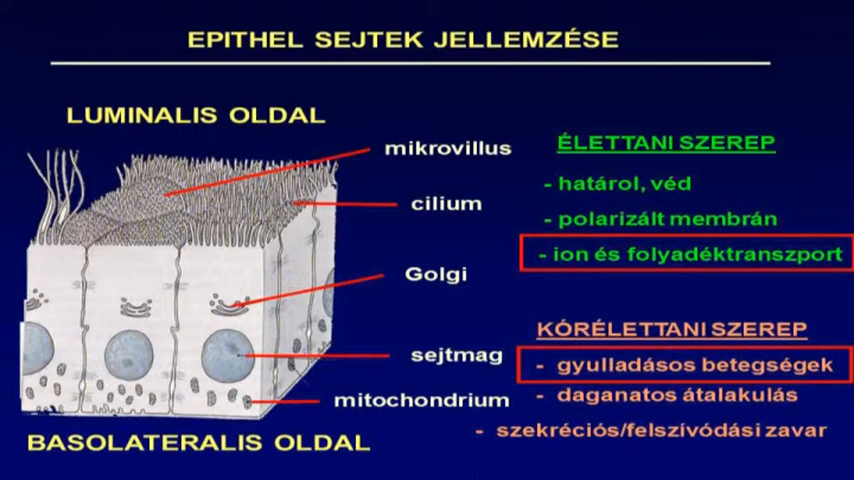 EPITHEL SEJTEK JELLEMZÉSE
LUMINALIS OLDAL
mikrovillus
cilium
Golgi
sejtmag
mitochondrium
BASOLATERALIS OLDAL
ÉLETTANI SZEREP
- határol, véd
- polarizált membrán
- ion és folyadéktranszport
KÓRÉLETTANI SZEREP
- gyulladásos betegségek
- daganatos átalakulás
- szekréciós/felszívódási zavar